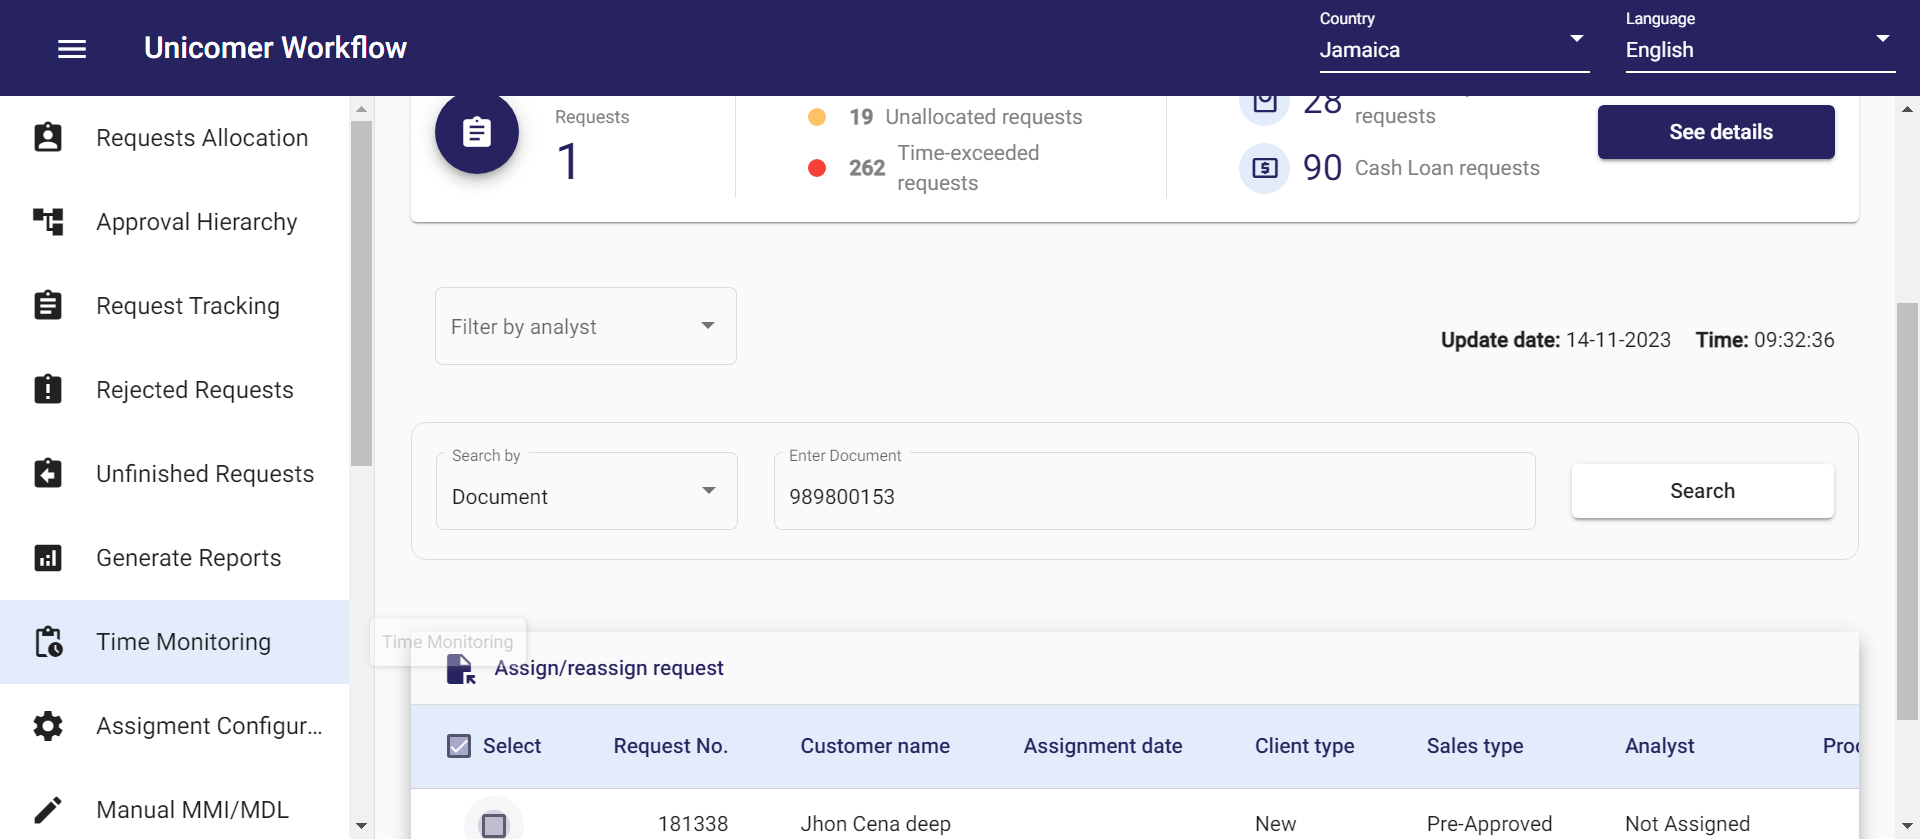 Unicomer Workflow
Country
Jamaica
Language
English
Requests Allocation
Approval Hierarchy
Request Tracking
Rejected Requests
Unfinished Requests
Generate Reports
Time Monitoring
Assigment Configur...
Manual MMI/MDL
Requests
1
19 Unallocated requests
262 Time-exceeded
requests
28
requests
90 Cash Loan requests
See details
Filter by analyst
Update date: 14-11-2023 Time: 09:32:36
Search by
Document
Enter Document
989800153
Search
Time Monitoring
Assign/reassign request
Select Request No. Customer name Assignment date Client type Sales type Analyst
181338 Jhon Cena deep New Pre-Approved Not Assigned